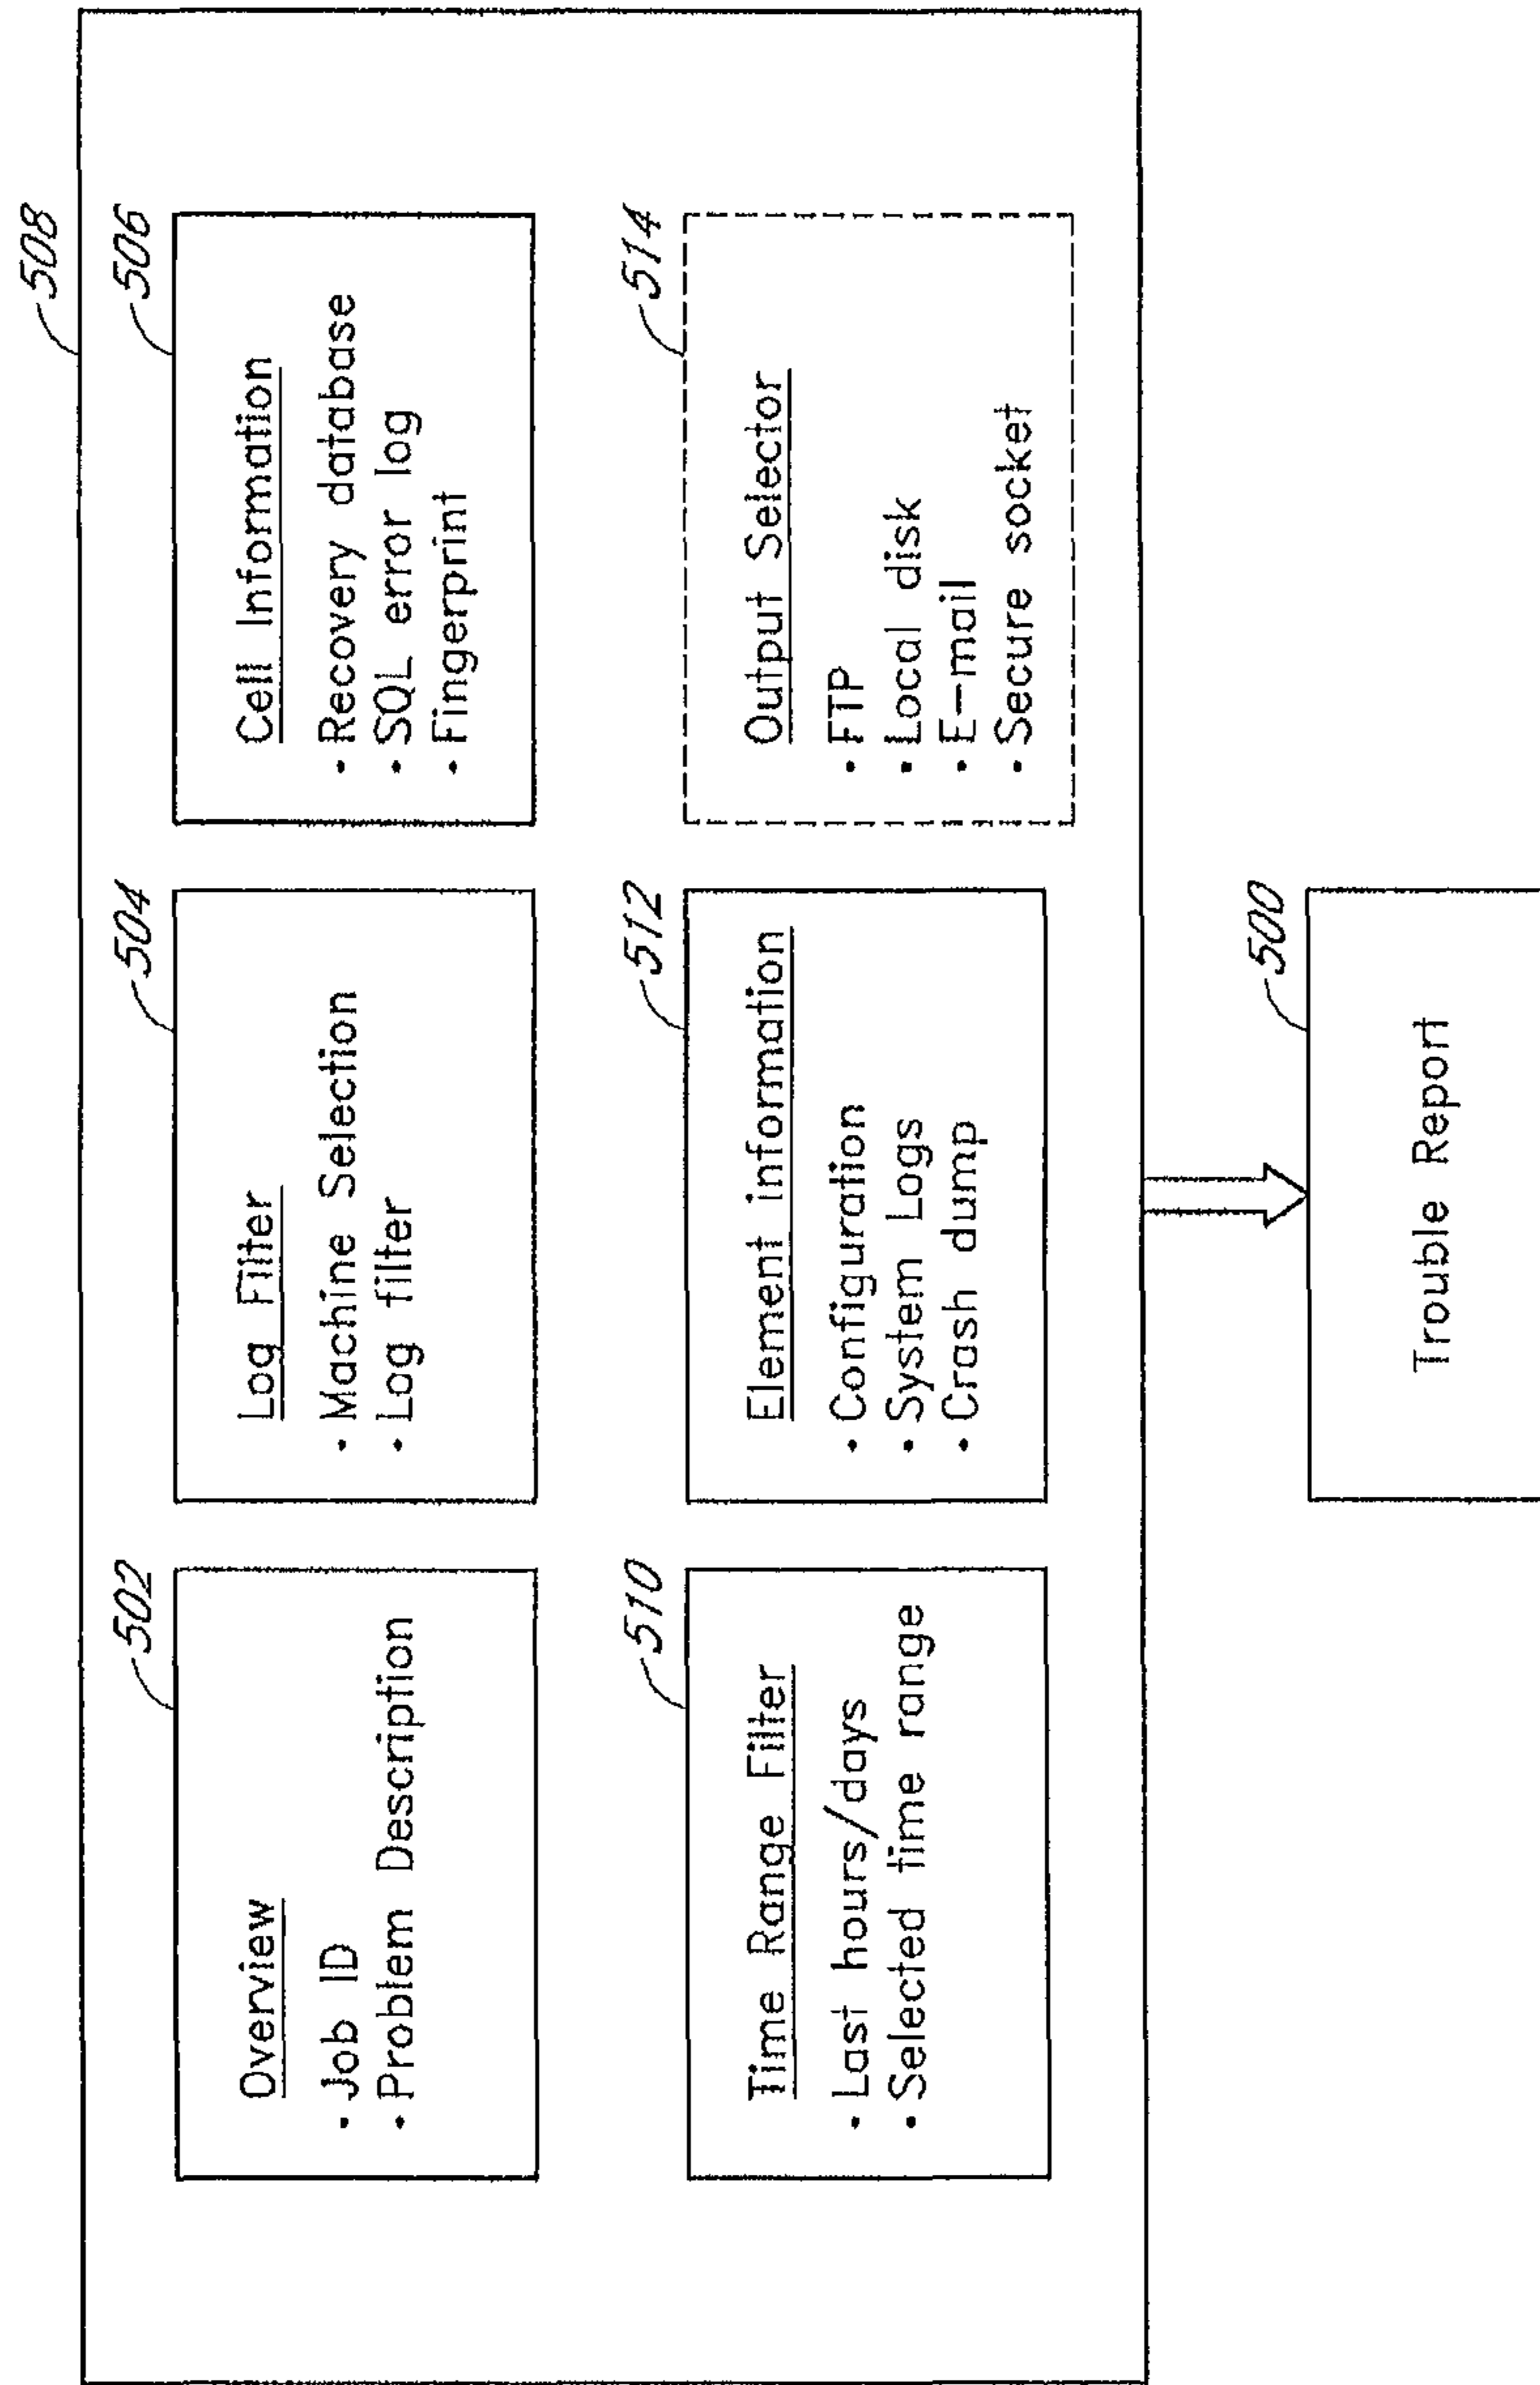 508
502
Overview
• Job ID
• Problem Description
504
Log Filter
• Machine Selection
• Log filter
506
Cell Information
• Recovery database
• SQL error log
• Fingerprint
510
Time Range Filter
• Last hours/days
• Selected time range
512
Element information
• Configuration
• System Logs
• Crash dump
514
Output Selector
• FTP
• Local disk
• E-mail
• Secure socket
500
Trouble Report